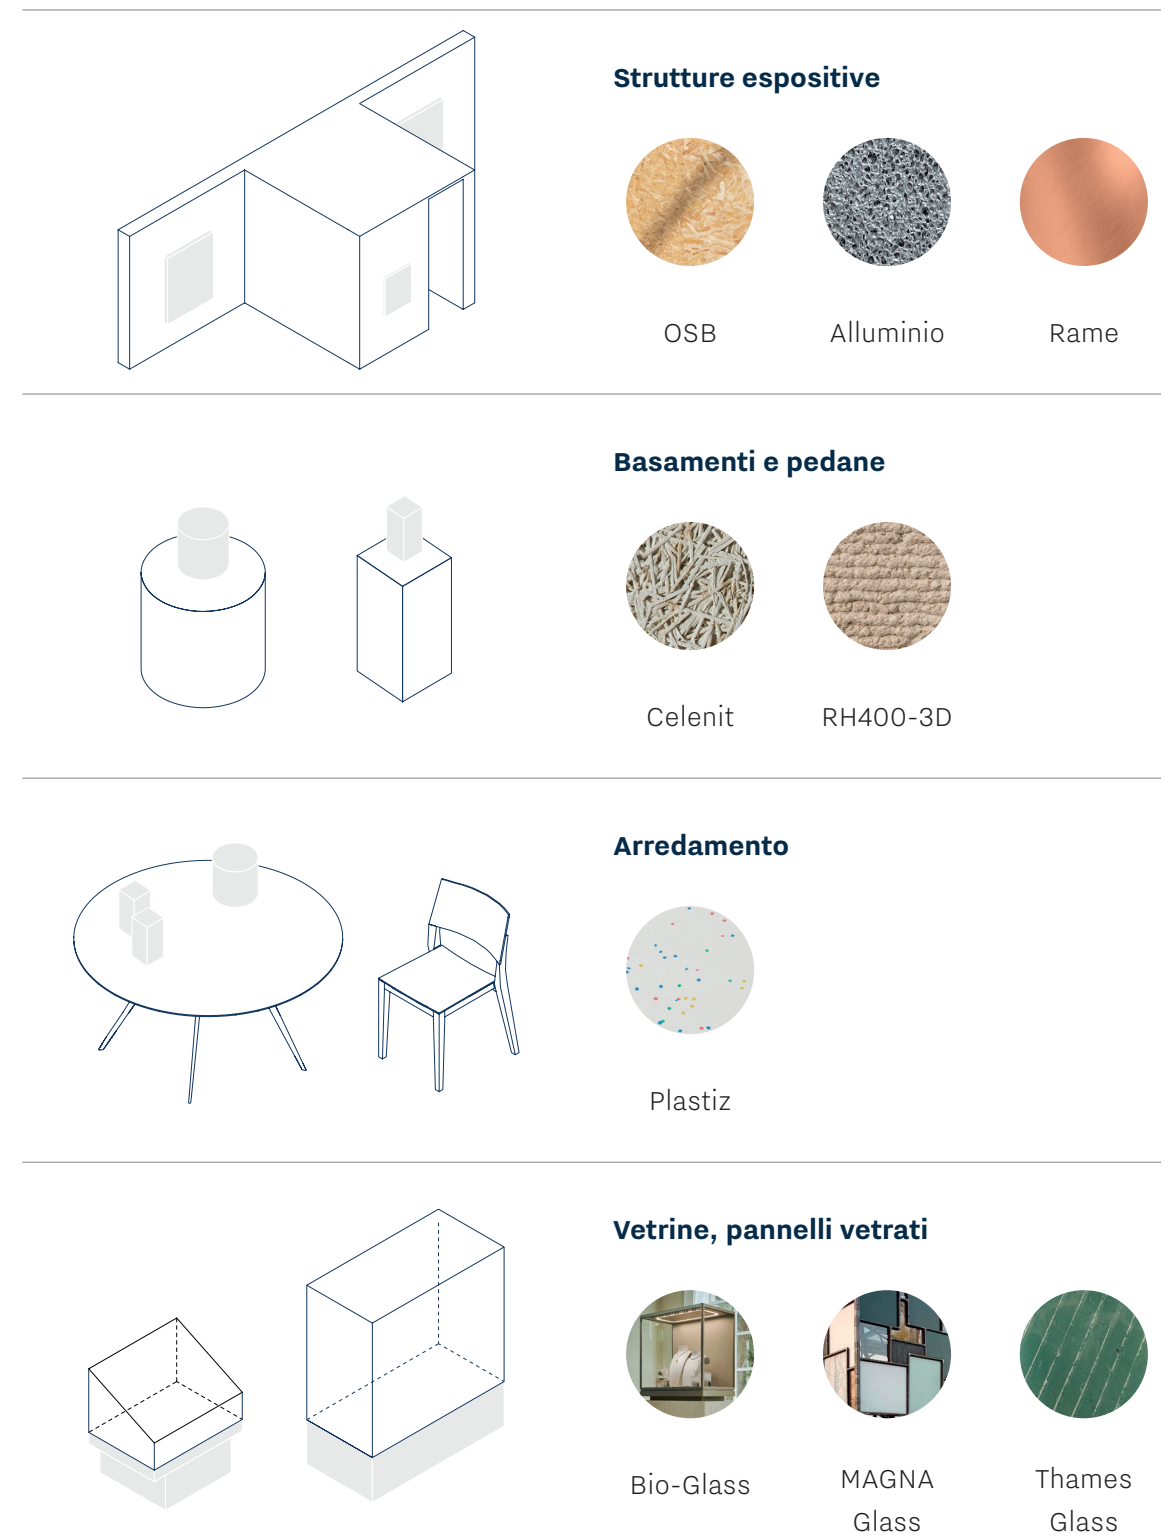 Strutture espositive
OSB
Alluminio
Rame
Basamenti e pedane
Celenit
RH400-3D
Arredamento
Plastiz
Vetrine, pannelli vetrati
Bio-Glass
MAGNA
Glass
Thames
Glass